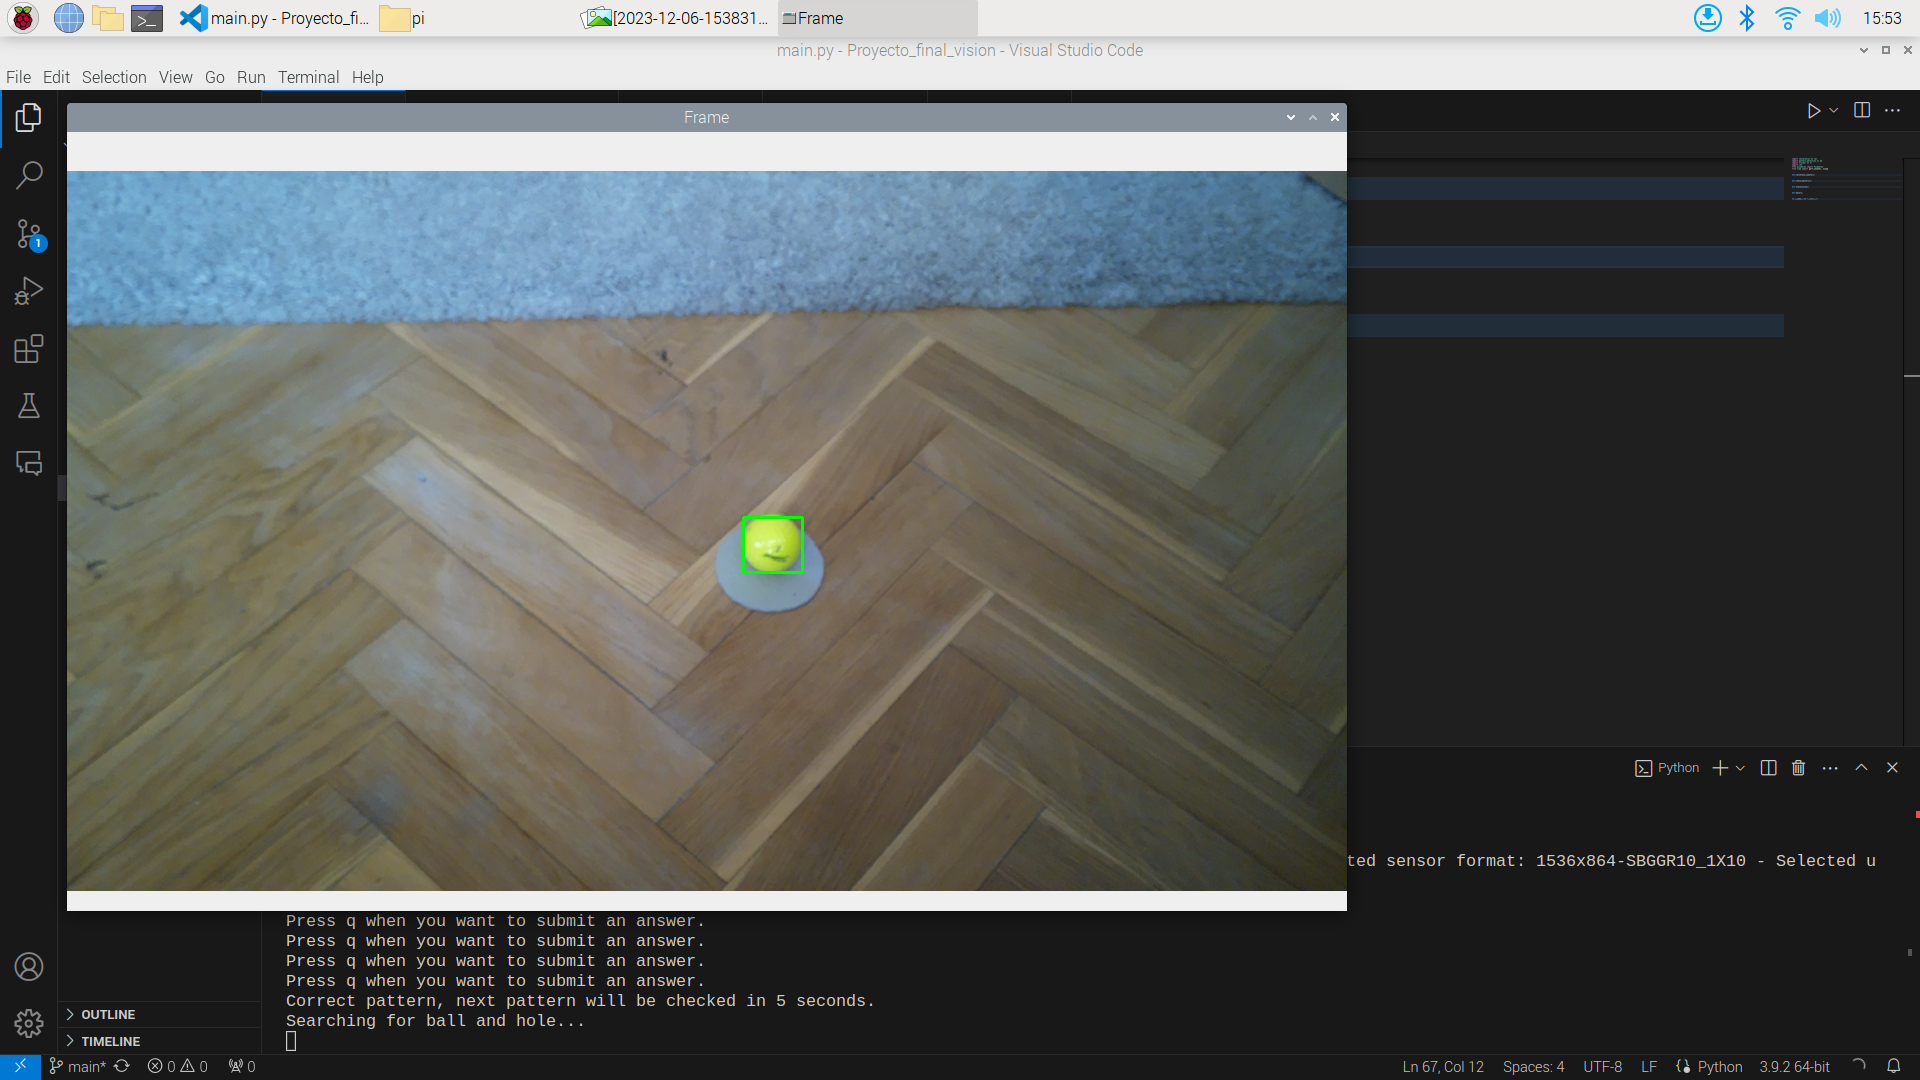 main.py - Proyecto_fi... pi [2023-12-06-153831... Frame 15:53
main.py - Proyecto_final_vision - Visual Studio Code
File Edit Selection View Go Run Terminal Help
1
Frame
Python
ted sensor format: 1536x864-SBGGR10_1X10 - Selected u
Press q when you want to submit an answer.
Press q when you want to submit an answer.
Press q when you want to submit an answer.
Press q when you want to submit an answer.
Correct pattern, next pattern will be checked in 5 seconds.
Searching for ball and hole...
OUTLINE
TIMELINE
main* 0 0 0 Ln 67, Col 12 Spaces: 4 UTF-8 LF Python 3.9.2 64-bit